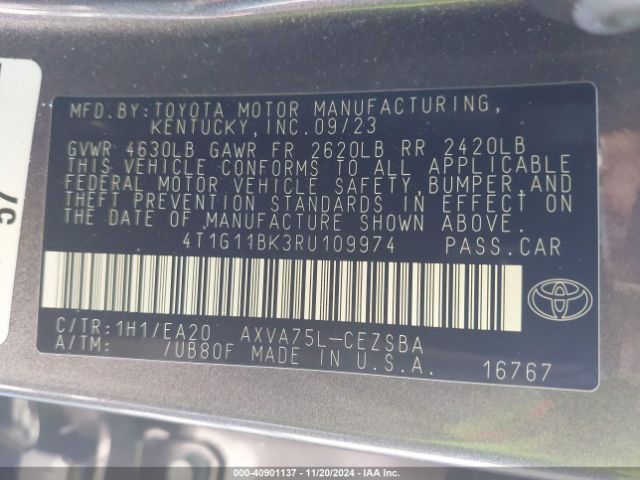 57
MFD.BY:TOYOTA MOTOR MANUFACTURING,
KENTUCKY,INC.09/23
GVWR 4630LB GAWR FR 2620LB RR 2420LB
THIS VEHICLE CONFORMS TO ALL APPLICABLE
FEDERAL MOTOR VEHICLE SAFETY,BUMPER,AND
THEFT PREVENTION STANDARDS IN EFFECT ON
THE DATE OF MANUFACTURE SHOWN ABOVE.
4T1G11BK3RU109974 PASS.CAR
C/TR:1H1/EA20 AXVA75L-CEZSBA
A/TM: /UB80F MADE IN U.S.A.
16767
000-40901137 - 11/20/2024 - IAA Inc.